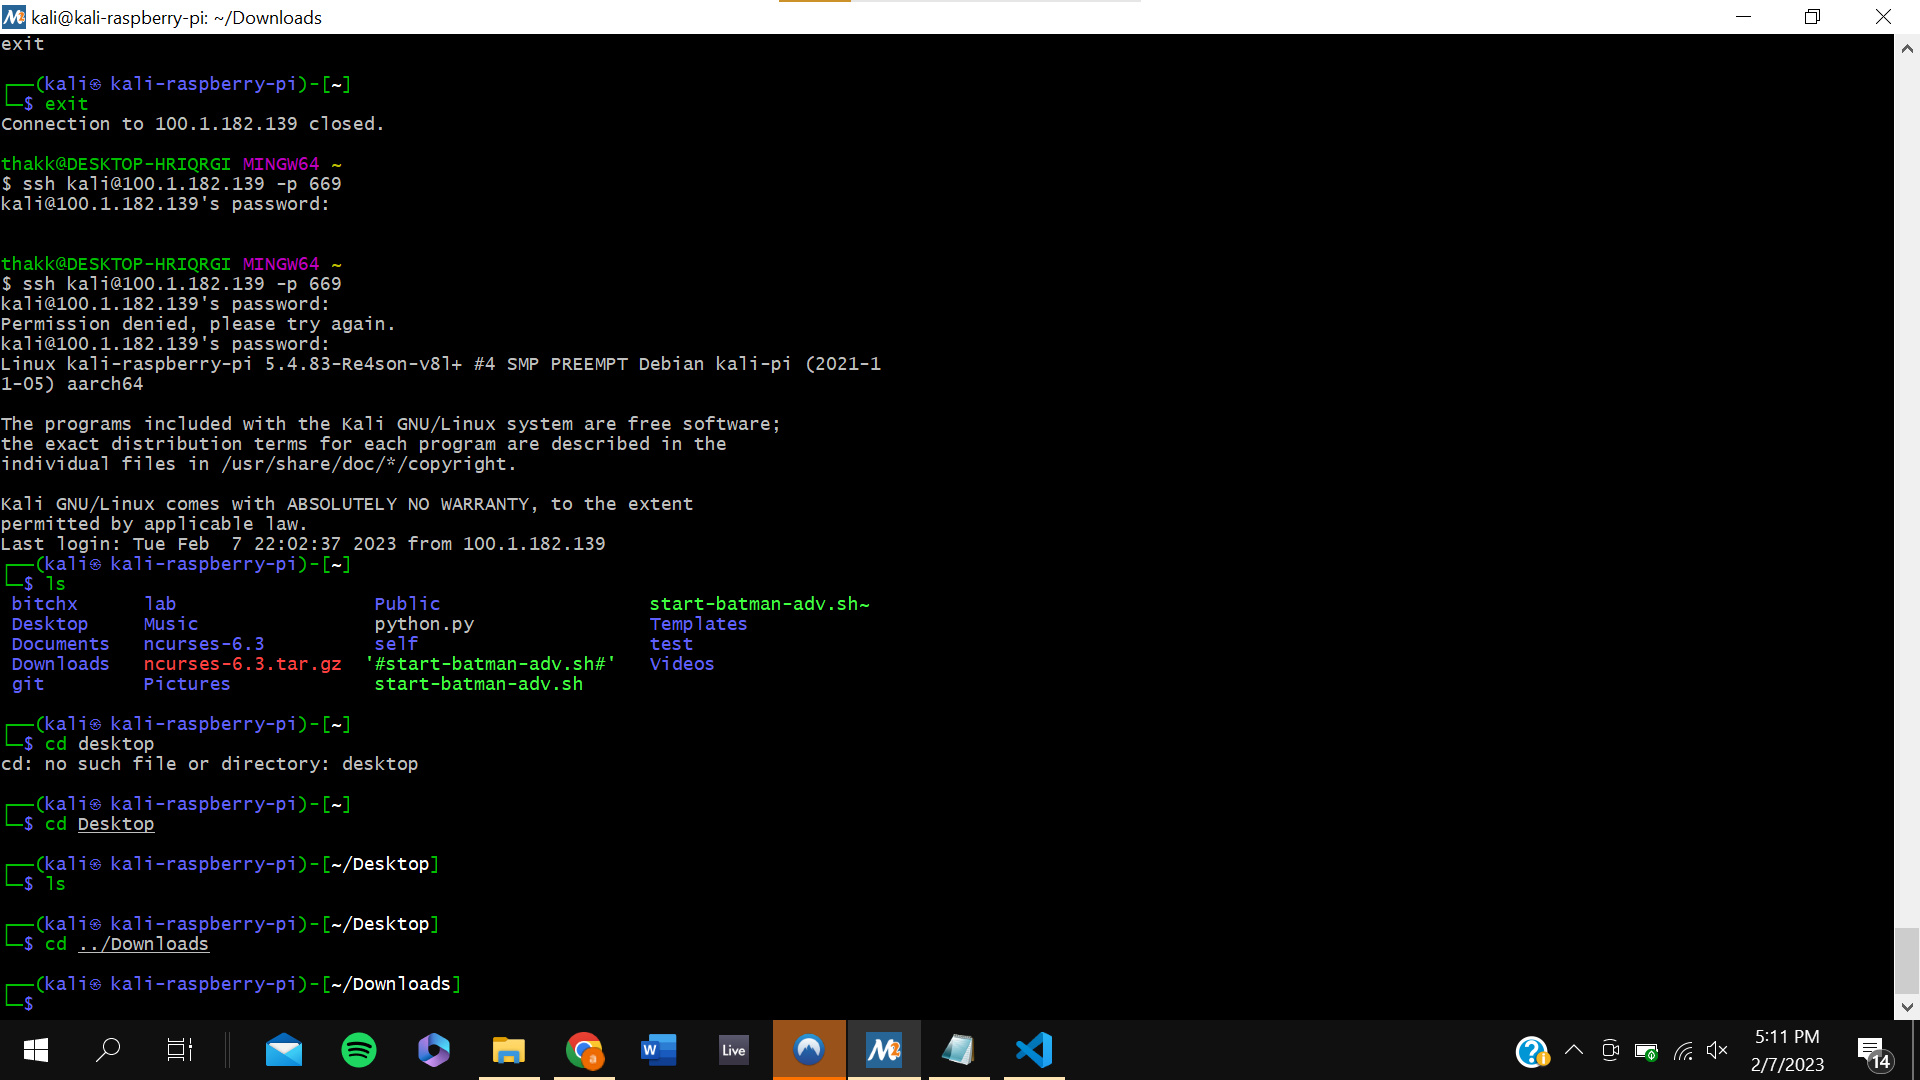 kali@kali-raspberry-pi: ~/Downloads
exit
(kali㉿ kali-raspberry-pi)-[~]
$ exit
Connection to 100.1.182.139 closed.
thakk@DESKTOP-HRIQRGI MINGW64 ~
$ ssh kali@100.1.182.139 -p 669
kali@100.1.182.139's password:
thakk@DESKTOP-HRIQRGI MINGW64 ~
$ ssh kali@100.1.182.139 -p 669
kali@100.1.182.139's password:
Permission denied, please try again.
kali@100.1.182.139's password:
Linux kali-raspberry-pi 5.4.83-Re4son-v8l+ #4 SMP PREEMPT Debian kali-pi (2021-1
1-05) aarch64
The programs included with the Kali GNU/Linux system are free software;
the exact distribution terms for each program are described in the
individual files in /usr/share/doc/*/copyright.
Kali GNU/Linux comes with ABSOLUTELY NO WARRANTY, to the extent
permitted by applicable law.
Last login: Tue Feb  7 22:02:37 2023 from 100.1.182.139
(kali㉿ kali-raspberry-pi)-[~]
$ ls
bitchx lab Public start-batman-adv.sh~
Desktop Music python.py Templates
Documents ncurses-6.3 self test
Downloads ncurses-6.3.tar.gz '#start-batman-adv.sh#' Videos
git Pictures start-batman-adv.sh
(kali㉿ kali-raspberry-pi)-[~]
$ cd desktop
cd: no such file or directory: desktop
(kali㉿ kali-raspberry-pi)-[~]
$ cd Desktop
(kali㉿ kali-raspberry-pi)-[~/Desktop]
$ ls
(kali㉿ kali-raspberry-pi)-[~/Desktop]
$ cd ../Downloads
(kali㉿ kali-raspberry-pi)-[~/Downloads]
$
Live
5:11 PM
2/7/2023
14